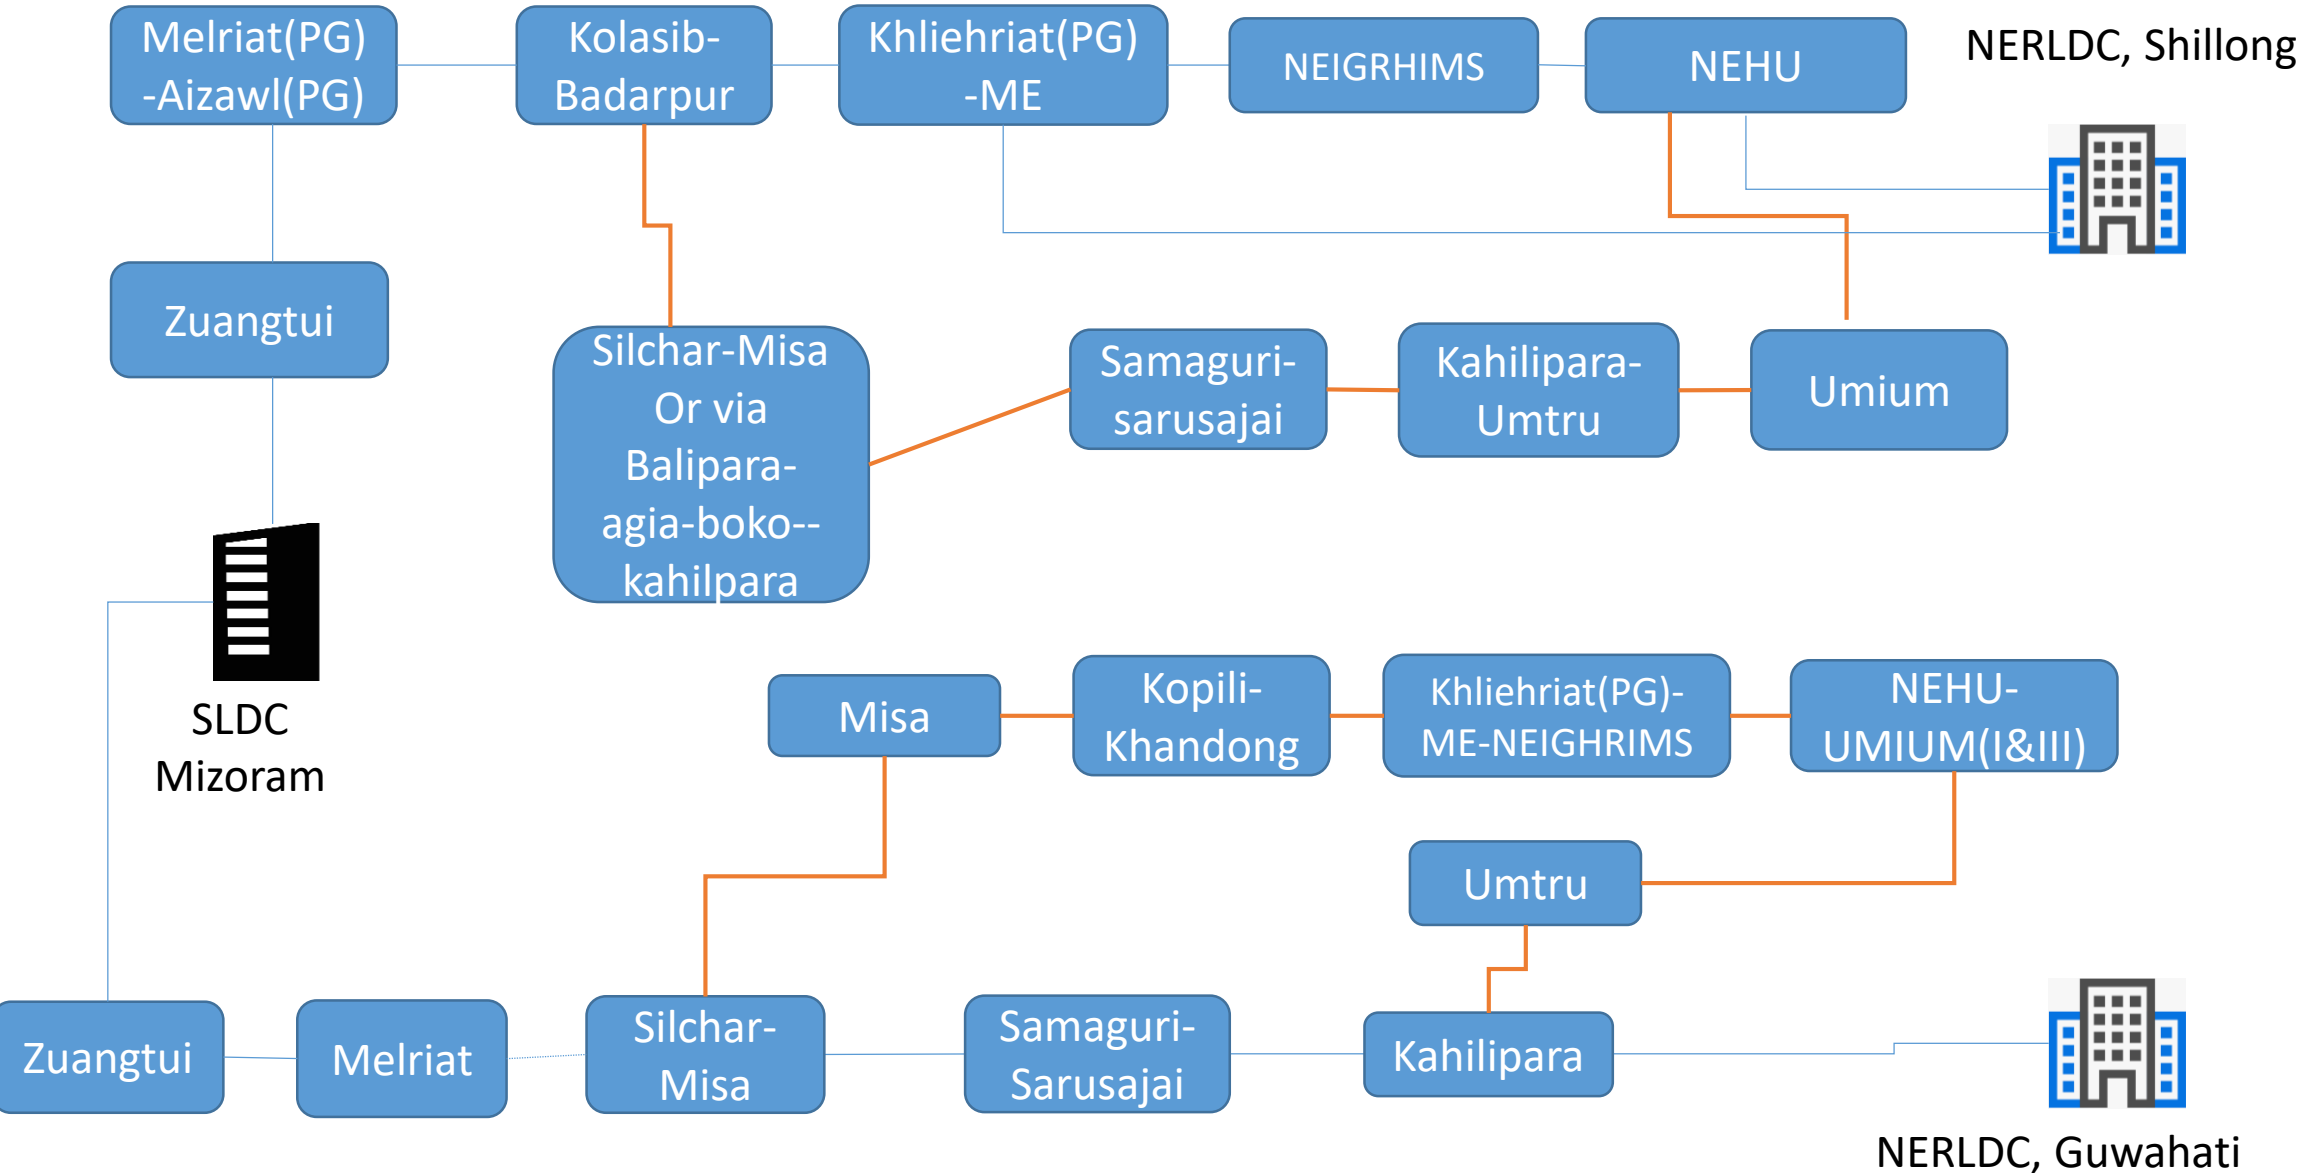 Melriat(PG)
-Aizawl(PG)
Kolasib-
Badarpur
Khliehriat(PG)
-ME
NEIGRHIMS
NEHU
NERLDC, Shillong
Zuangtui
Silchar-Misa
Or via
Balipara-
agia-boko--
kahilpara
Samaguri-
sarusajai
Kahilipara-
Umtru
Umium
SLDC
Mizoram
Misa
Kopili-
Khandong
Khliehriat(PG)-
ME-NEIGHRIMS
NEHU-
UMIUM(I&III)
Umtru
Zuangtui
Melriat
Silchar-
Misa
Samaguri-
Sarusajai
Kahilipara
NERLDC, Guwahati